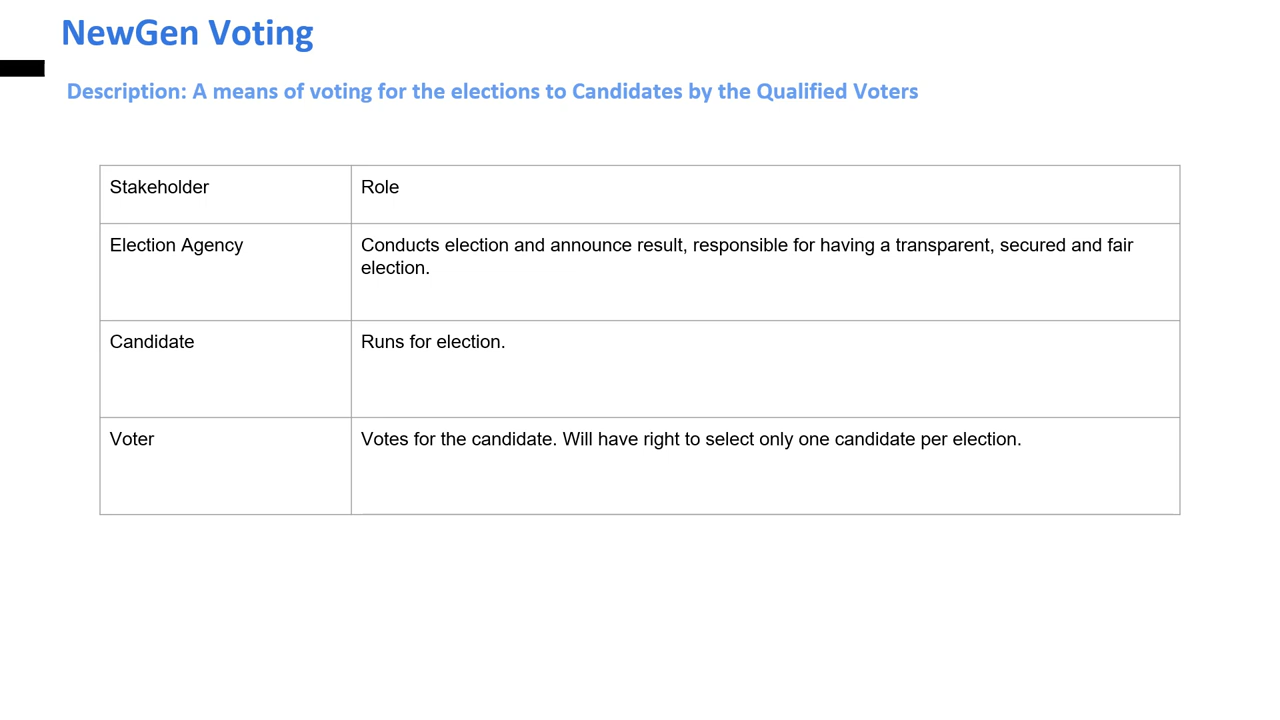 NewGen Voting
Description: A means of voting for the elections to Candidates by the Qualified Voters
Stakeholder Role
Election Agency Conducts election and announce result, responsible for having a transparent, secured and fair
election.
Candidate Runs for election.
Voter Votes for the candidate. Will have right to select only one candidate per election.